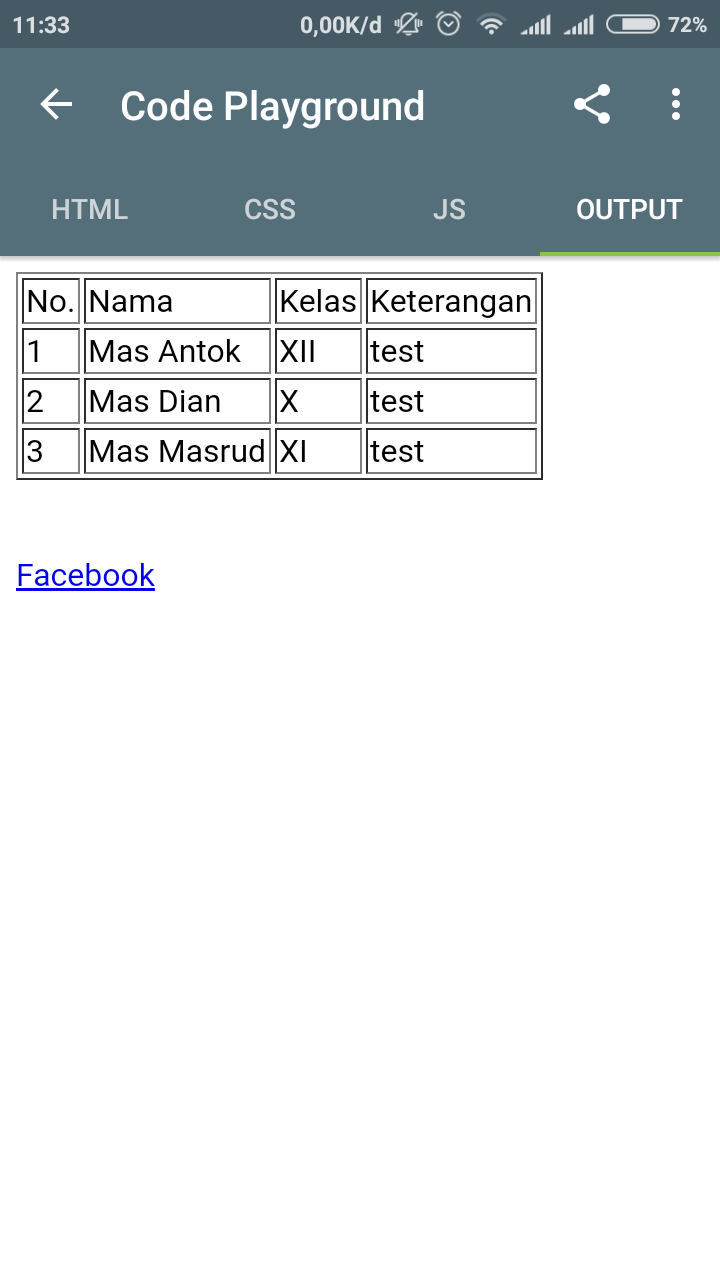 11:33 0,00K/d 72%
Code Playground
HTML CSS JS OUTPUT
No. Nama Kelas Keterangan
1 Mas Antok XII test
2 Mas Dian X test
3 Mas Masrud XI test
Facebook